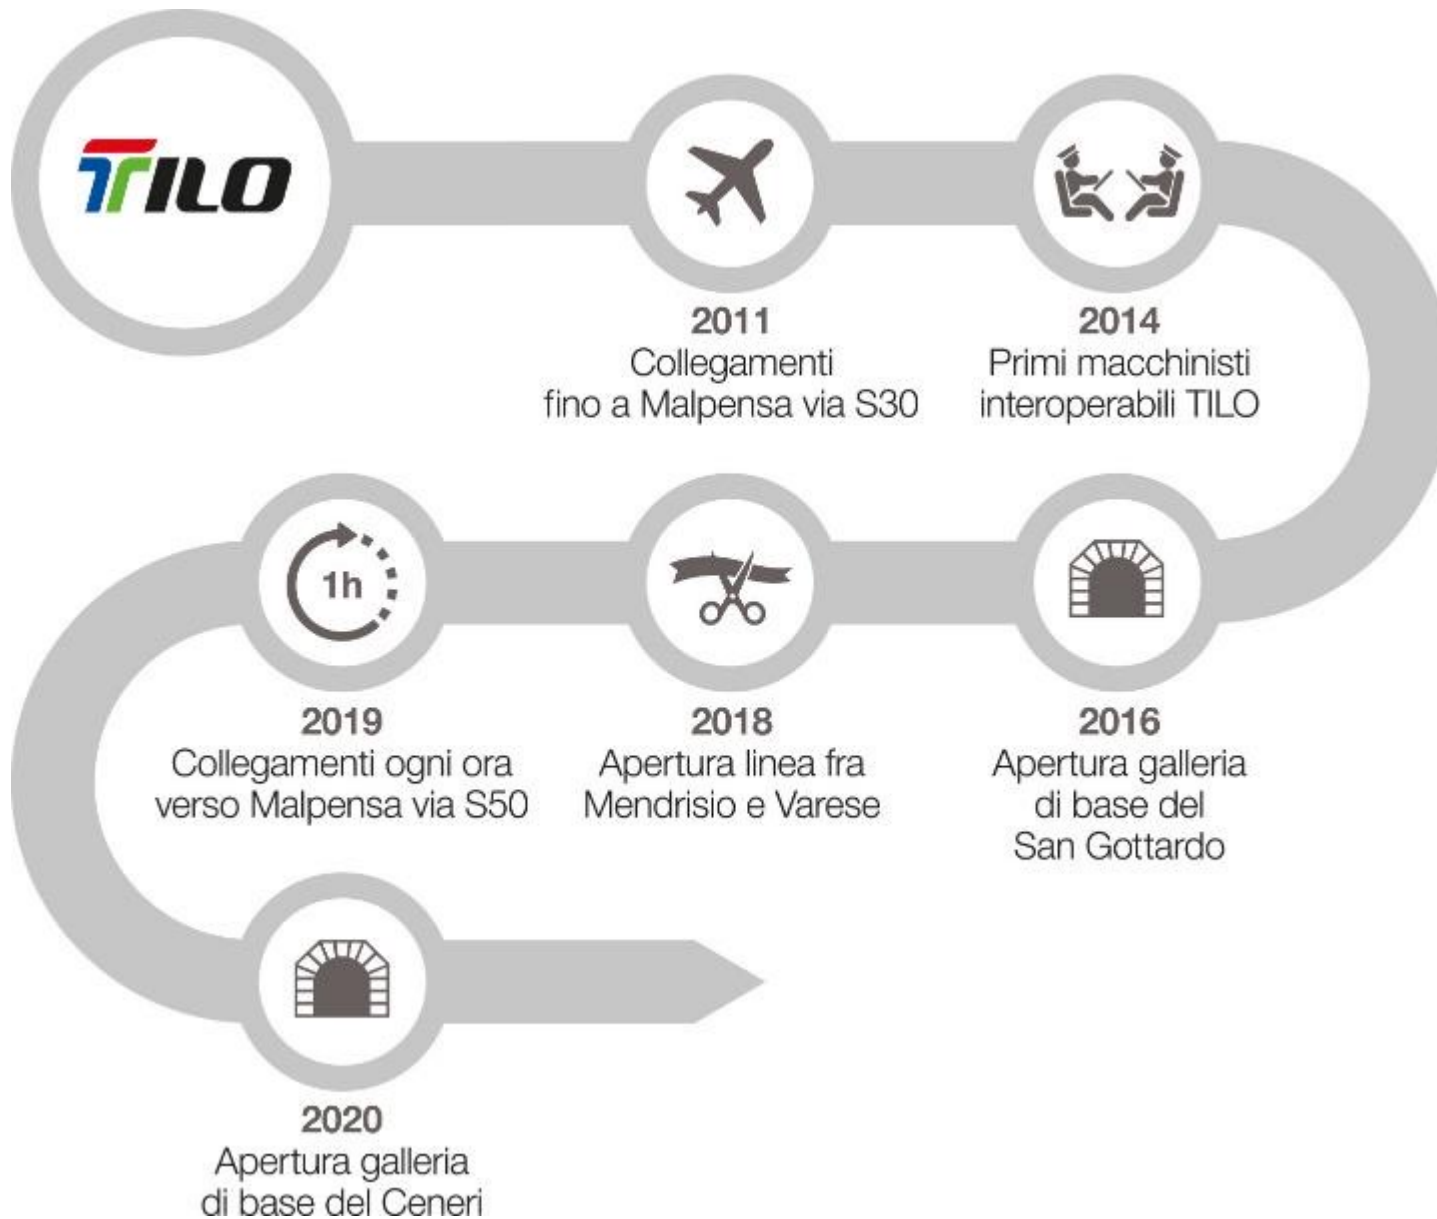 TILO
2011
Collegamenti
fino a Malpensa via S30
2014
Primi macchinisti
interoperabili TILO
2016
Apertura galleria
di base del
San Gottardo
2018
Apertura linea fra
Mendrisio e Varese
1h
2019
Collegamenti ogni ora
verso Malpensa via S50
2020
Apertura galleria
di base del Ceneri